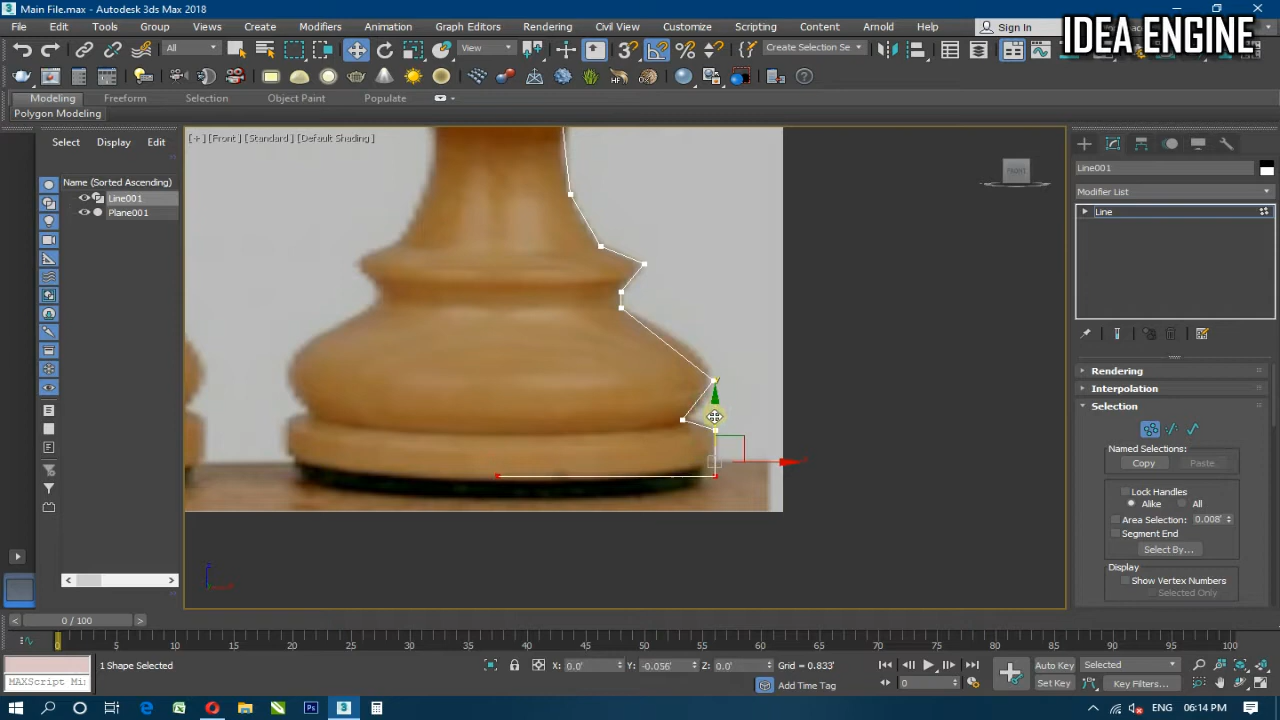 Main File.max - Autodesk 3ds Max 2018
File Edit Tools Group Views Create Modifiers Animation Graph Editors Rendering Civil View Customize Scripting Content Arnold Help Sign In
IDEA ENGINE
All View Create Selection Se
Modeling Freeform Selection Object Paint Populate
Polygon Modeling
Select Display Edit
[+] [Front] [Standard] [Default Shading]
FRONT
Name (Sorted Ascending)
Line001
Plane001
Line001
Modifier List
Line
Rendering
Interpolation
Selection
Named Selections:
Copy Paste
Lock Handles
Alike All
Area Selection: 0.008'
Segment End
Select By...
Display
Show Vertex Numbers
Selected Only
0 / 100
0 5 10 15 20 25 30 35 40 45 50 55 60 65 70 75 80 85 90 95 100
1 Shape Selected
X: 0.0' Y: -0.056' Z: 0.0' Grid = 0.833'
Auto Key Selected
MAXScript Mi
Add Time Tag
0
Set Key Key Filters...
ENG 06:14 PM